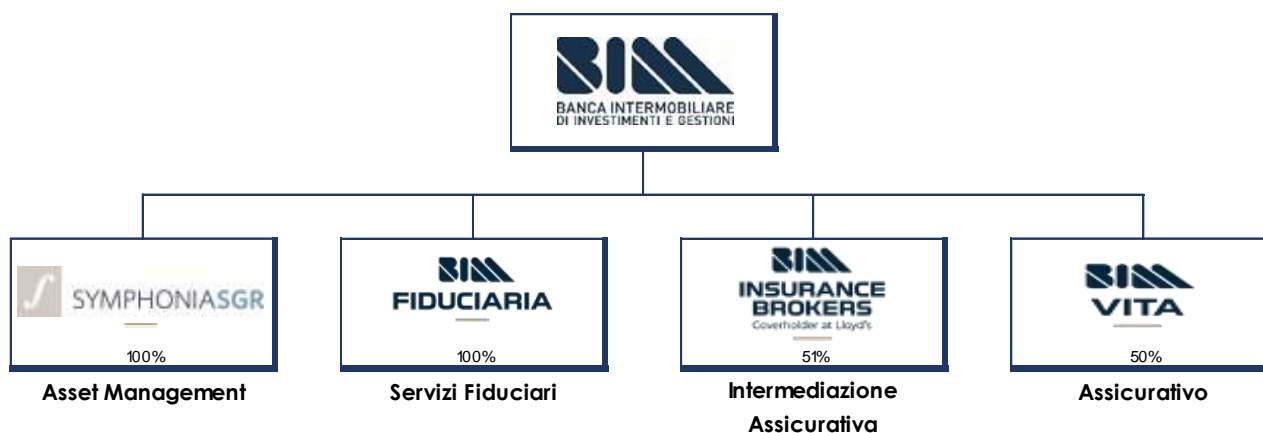 BIM
BANCA INTERMOBILIARE
DI INVESTIMENTI E GESTIONI
SYMPHONIASGR
100%
Asset Management
BIM
FIDUCIARIA
100%
Servizi Fiduciari
BIM
INSURANCE
BROKERS
Coverholder at Lloyd's
51%
Intermediazione
Assicurativa
BIM
VITA
50%
Assicurativo